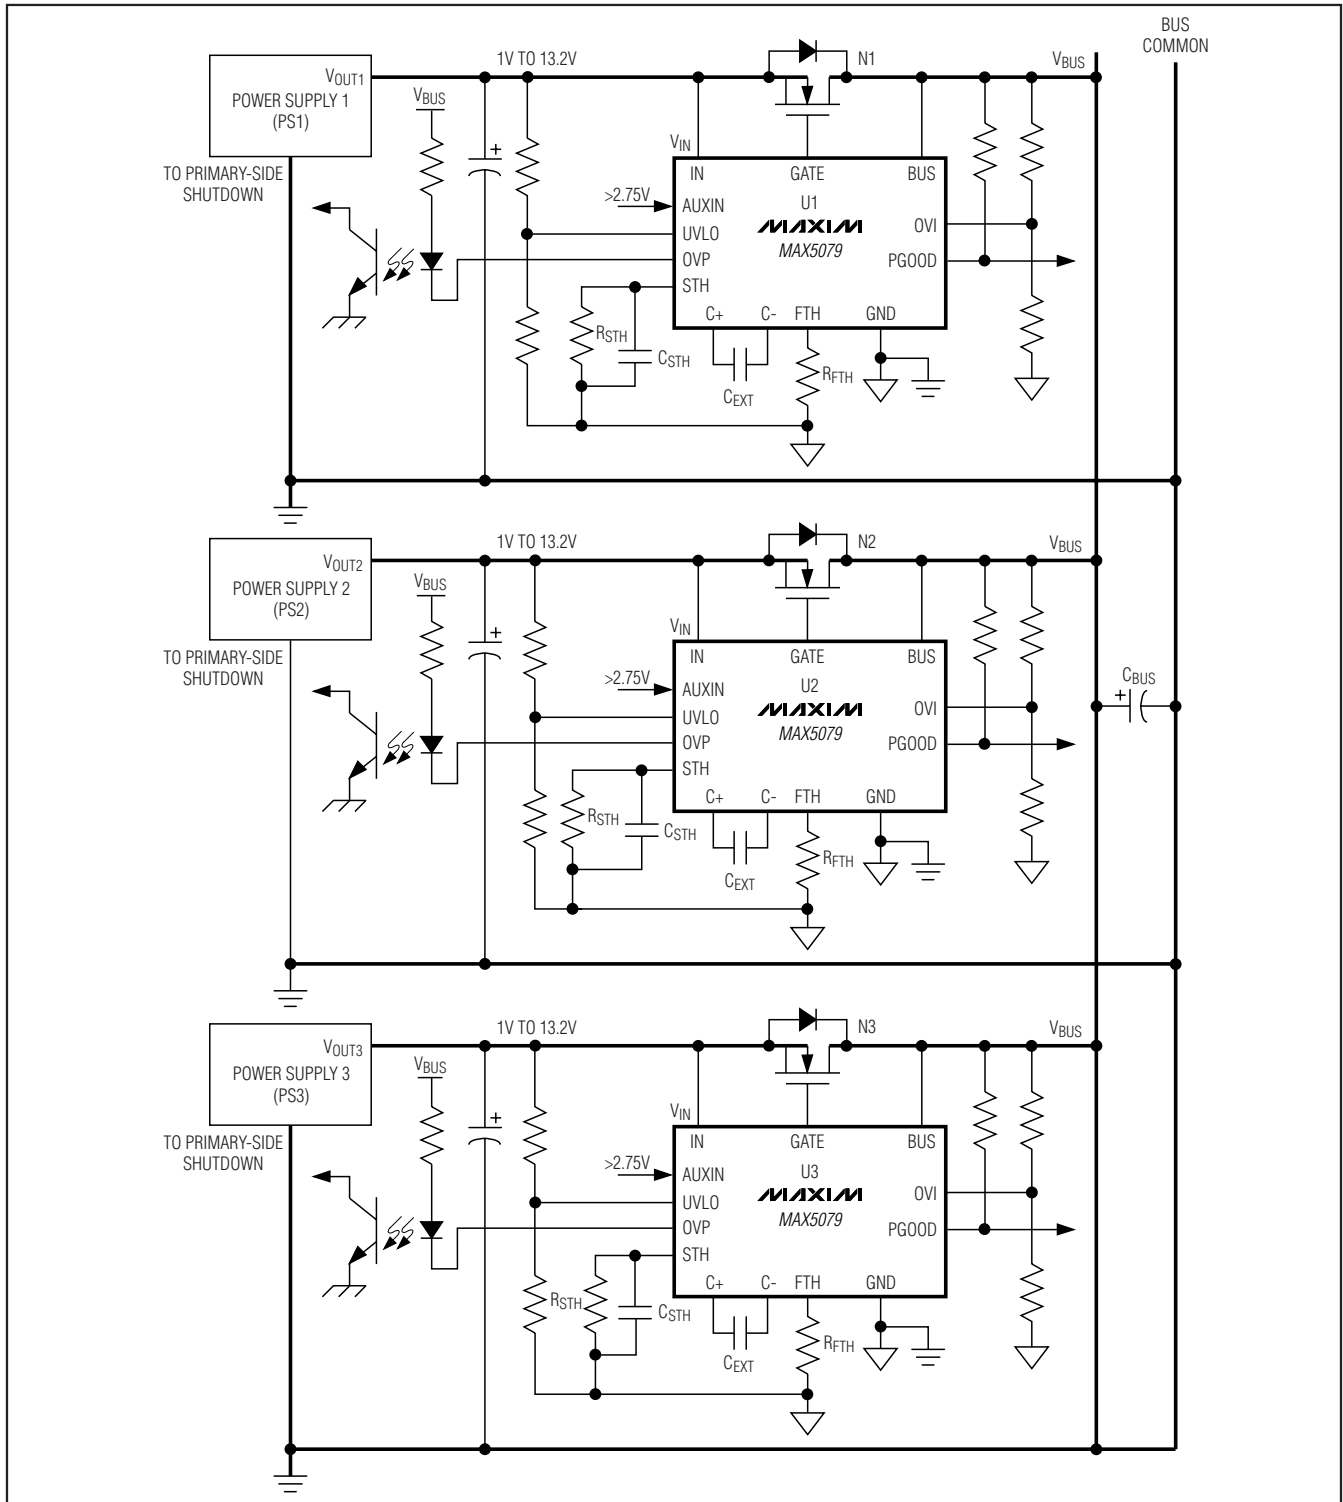 BUS
COMMON
1V TO 13.2V
N1
VBUS
VOUT1
POWER SUPPLY 1
(PS1)
VBUS
+
TO PRIMARY-SIDE
SHUTDOWN
VIN
IN
GATE
BUS
>2.75V
AUXIN
U1
MAXIM
MAX5079
UVLO
OVP
STH
OVI
PGOOD
C+
C-
FTH
GND
RSTH
CSTH
CEXT
RFTH
1V TO 13.2V
N2
VBUS
VOUT2
POWER SUPPLY 2
(PS2)
VBUS
+
TO PRIMARY-SIDE
SHUTDOWN
VIN
IN
GATE
BUS
>2.75V
AUXIN
U2
MAXIM
MAX5079
UVLO
OVP
STH
OVI
PGOOD
C+
C-
FTH
GND
RSTH
CSTH
CEXT
RFTH
CBUS
+
1V TO 13.2V
N3
VBUS
VOUT3
POWER SUPPLY 3
(PS3)
VBUS
+
TO PRIMARY-SIDE
SHUTDOWN
VIN
IN
GATE
BUS
>2.75V
AUXIN
U3
MAXIM
MAX5079
UVLO
OVP
STH
OVI
PGOOD
C+
C-
FTH
GND
RSTH
CSTH
CEXT
RFTH